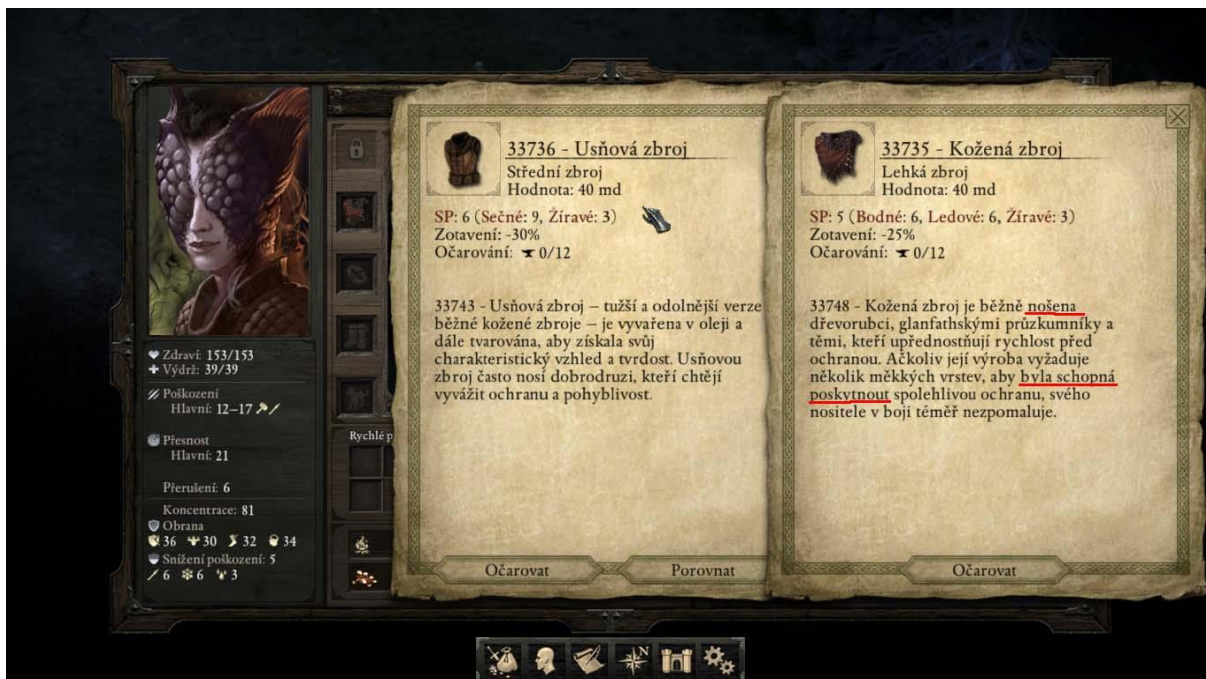 Zdraví: 153/153
Výdrž: 39/39
Poškození
Hlavní: 12–17
Přesnost
Hlavní: 21
Přerušení: 6
Koncentrace: 81
Obrana
36 30 32 34
Snížení poškození: 5
6 6 3
Rychlé p
33736 - Usňová zbroj
Střední zbroj
Hodnota: 40 md
SP: 6 (Sečné: 9, Žíravé: 3)
Zotavení: -30%
Očarování: 0/12
33743 - Usňová zbroj – tužší a odolnější verze
běžné kožené zbroje – je vyvařena v oleji a
dále tvarována, aby získala svůj
charakteristický vzhled a tvrdost. Usňovou
zbroj často nosí dobrodruzi, kteří chtějí
vyvážit ochranu a pohyblivost.
Očarovat
Porovnat
33735 - Kožená zbroj
Lehká zbroj
Hodnota: 40 md
SP: 5 (Bodné: 6, Ledové: 6, Žíravé: 3)
Zotavení: -25%
Očarování: 0/12
33748 - Kožená zbroj je běžně nošena
dřevorubci, glanfathskými průzkumníky a
těmi, kteří upřednostňují rychlost před
ochranou. Ačkoliv její výroba vyžaduje
několik měkkých vrstev, aby byla schopná
poskytnout spolehlivou ochranu, svého
nositele v boji téměř nezpomaluje.
Očarovat
N